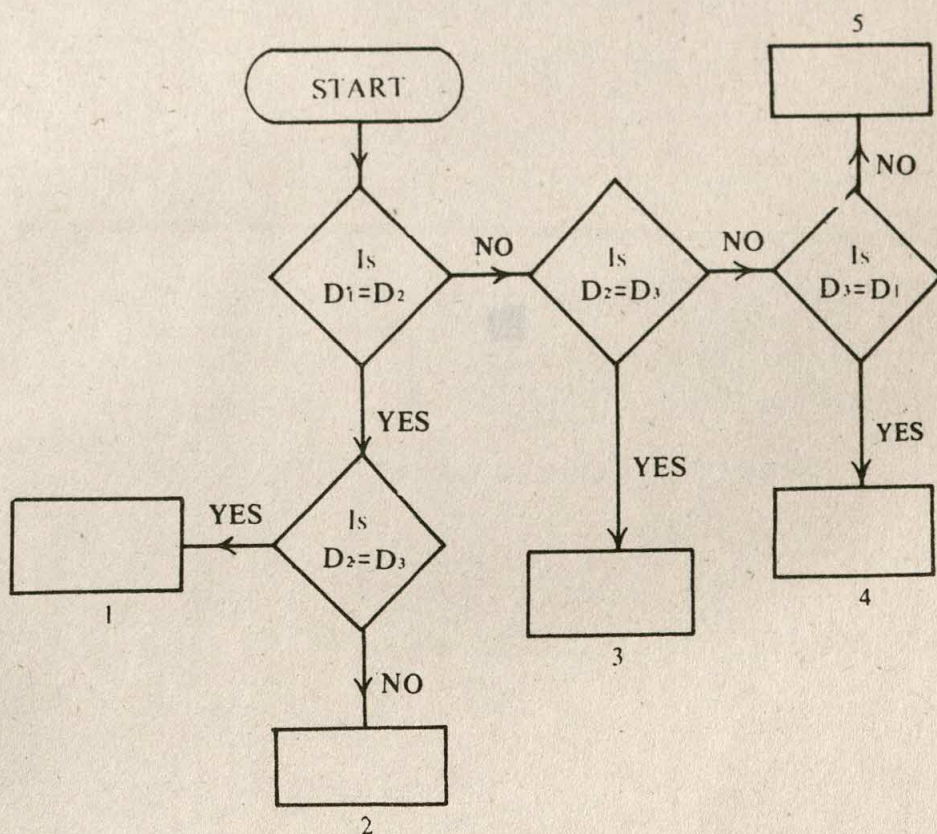 5
START
NO
Is
D1=D2
NO
Is
D2=D3
NO
Is
D3=D1
YES
YES
YES
YES
Is
D2=D3
1
3
4
NO
2